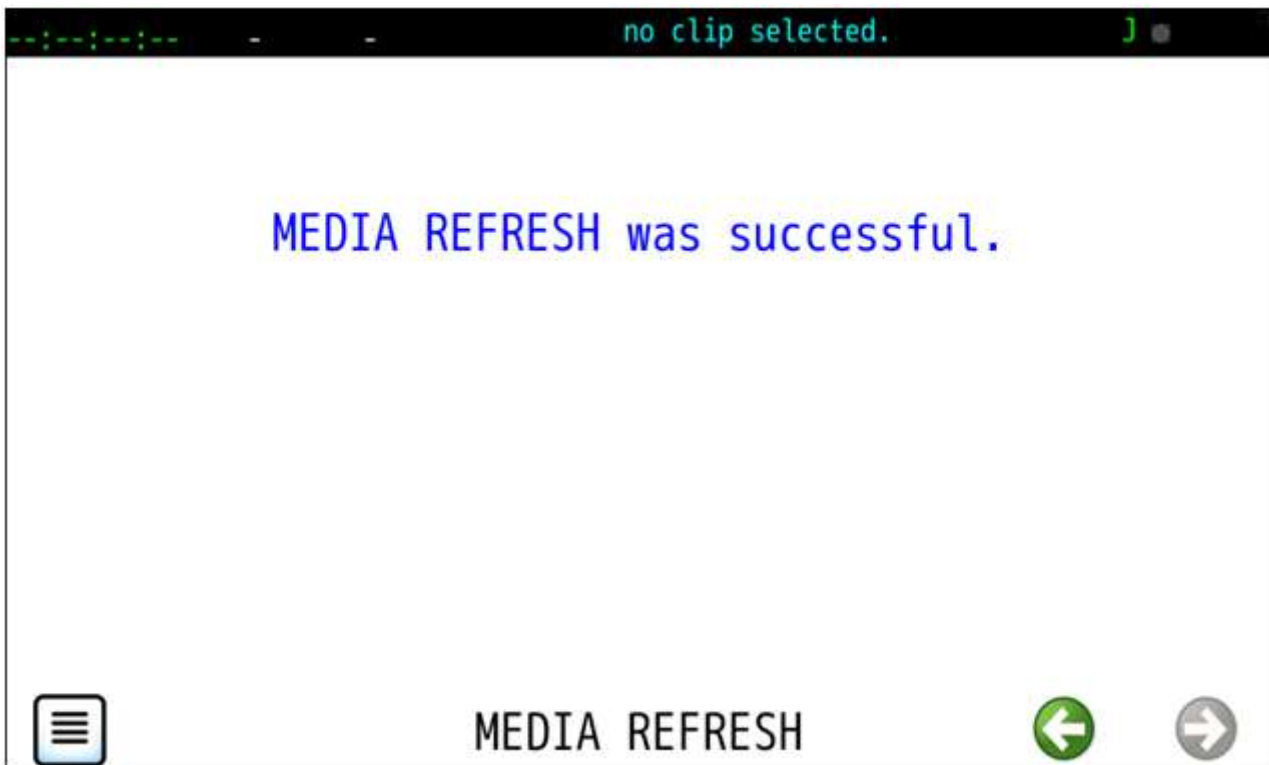 --:--:--:-- - - no clip selected. J
MEDIA REFRESH was successful.
MEDIA REFRESH